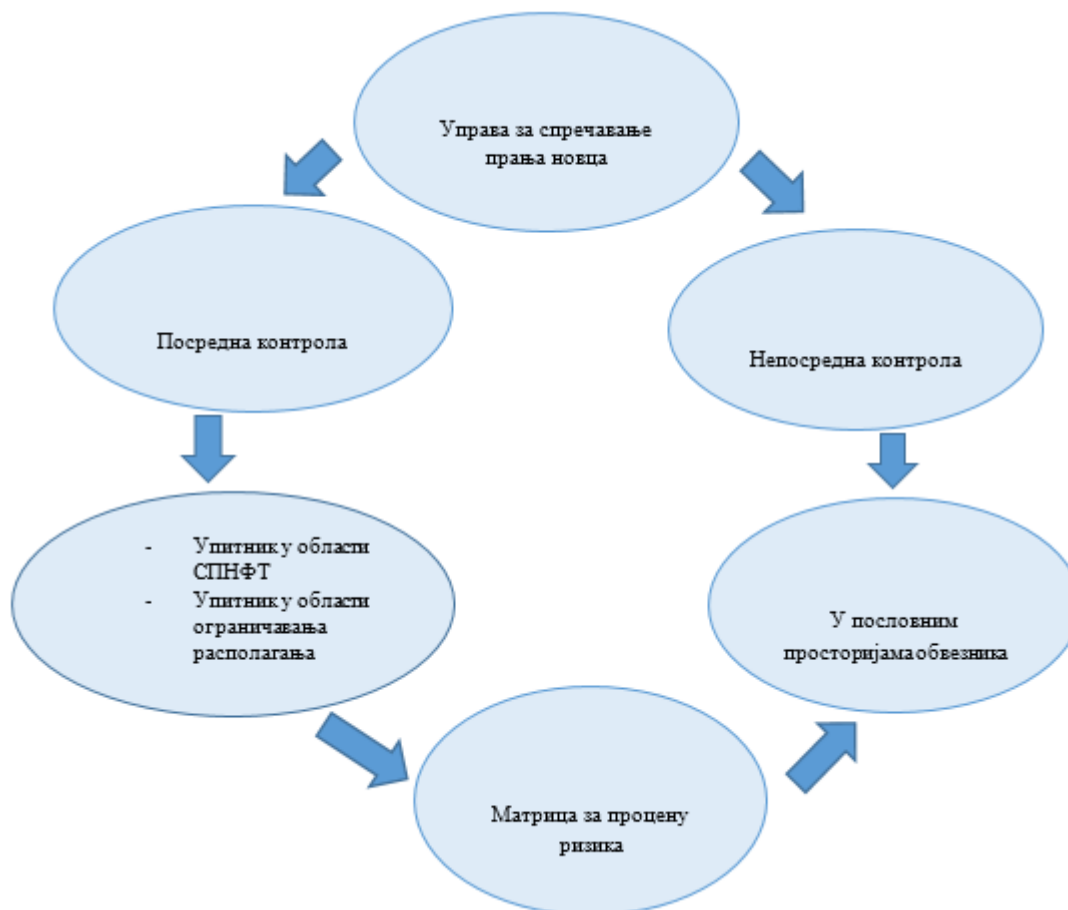 Управа за спречавање
прања новца
Посредна контрола
Непосредна контрола
- Упитник у области
СПНФТ
- Упитник у области
ограничавања
располагања
У пословним
просторијама обвезника
Матрица за процену
ризика